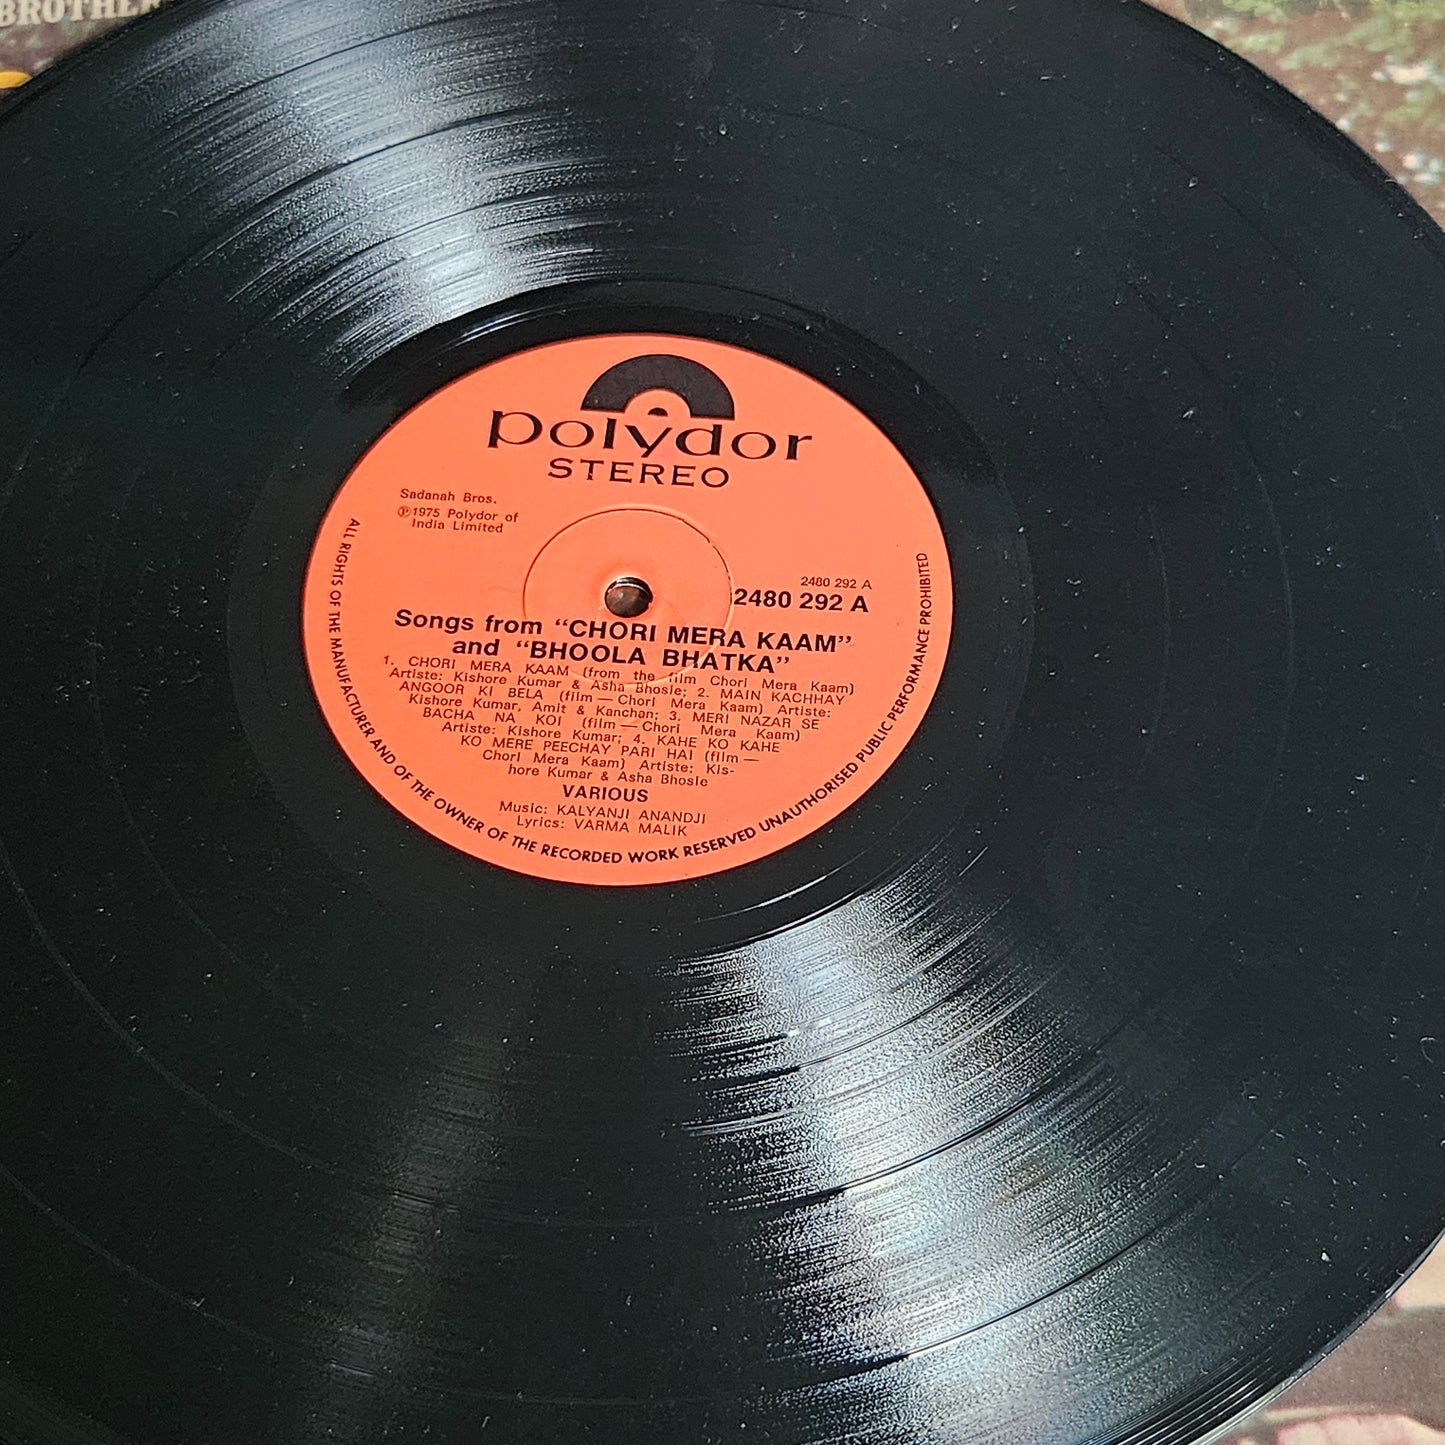 BROTHER
polydor
STEREO
Sadanah Bros.
℗1975 Polydor of
India Limited
2480 292 A
2480 292 A
Songs from "CHORI MERA KAAM"
and "BHOOLA BHATKA"
1. CHORI MERA KAAM (from the film Chori Mera Kaam)
Artiste: Kishore Kumar & Asha Bhosle; 2. MAIN KACHHAY
ANGOOR KI BELA (film — Chori Mera Kaam) Artiste:
Kishore Kumar, Amit & Kanchan; 3. MERI NAZAR SE
BACHA NA KOI (film — Chori Mera Kaam)
Artiste: Kishore Kumar; 4. KAHE KO KAHE
KO MERE PEECHAY PARI HAI (film —
Chori Mera Kaam) Artiste; Kis-
hore Kumar & Asha Bhosle
VARIOUS
Music: KALYANJI ANANDJI
Lyrics: VARMA MALIK
ALL RIGHTS OF THE MANUFACTURER AND OF THE OWNER OF THE RECORDED WORK RESERVED UNAUTHORISED PUBLIC PERFORMANCE PROHIBITED